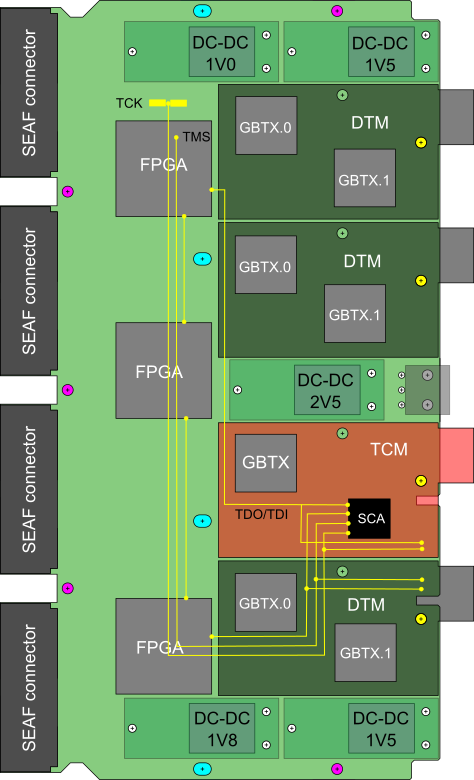 DC-DC
1V0
DC-DC
1V5
SEAF connector
TCK
TMS
FPGA
GBTX.0
DTM
GBTX.1
SEAF connector
GBTX.0
DTM
GBTX.1
FPGA
DC-DC
2V5
SEAF connector
TCM
GBTX
TDO/TDI
SCA
SEAF connector
FPGA
GBTX.0
DTM
GBTX.1
DC-DC
1V8
DC-DC
1V5